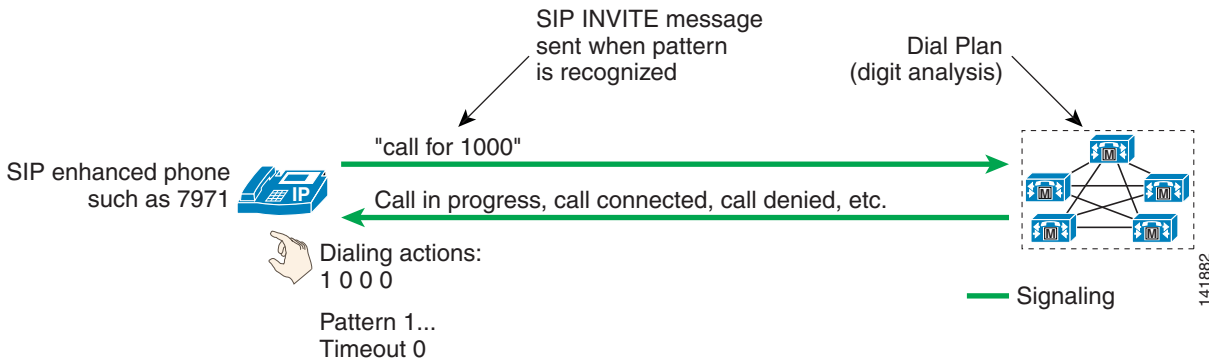 SIP INVITE message
sent when pattern
is recognized
Dial Plan
(digit analysis)
"call for 1000"
SIP enhanced phone
such as 7971
IP
Call in progress, call connected, call denied, etc.
M
M
M
M
M
Dialing actions:
1 0 0 0
Pattern 1...
Timeout 0
Signaling
141882